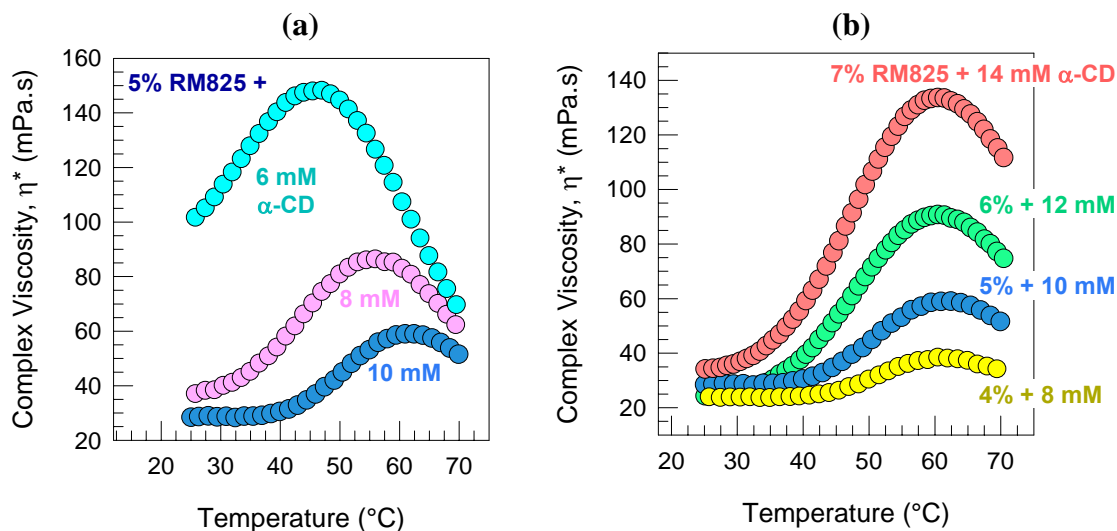 (a)
Complex Viscosity, η* (mPa.s)
160
140
120
100
80
60
40
20
5% RM825 +
6 mM
α-CD
8 mM
10 mM
20 30 40 50 60 70
Temperature (°C)
(b)
Complex Viscosity, η* (mPa.s)
140
120
100
80
60
40
20
7% RM825 + 14 mM α-CD
6% + 12 mM
5% + 10 mM
4% + 8 mM
20 30 40 50 60 70
Temperature (°C)